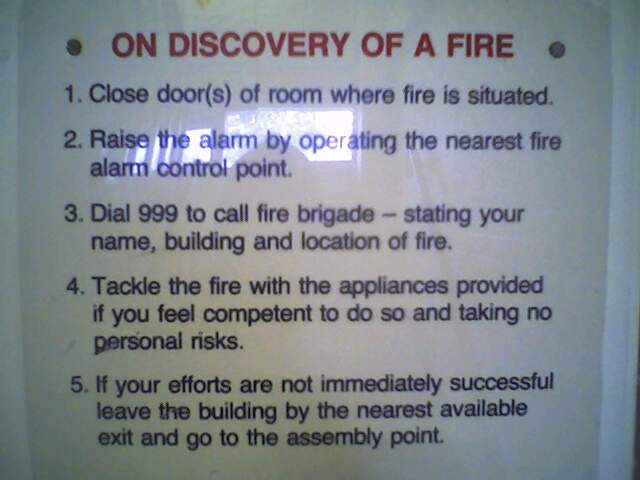 ON DISCOVERY OF A FIRE
1. Close door(s) of room where fire is situated.
2. Raise the alarm by operating the nearest fire
alarm control point.
3. Dial 999 to call fire brigade – stating your
name, building and location of fire.
4. Tackle the fire with the appliances provided
if you feel competent to do so and taking no
personal risks.
5. If your efforts are not immediately successful
leave the building by the nearest available
exit and go to the assembly point.